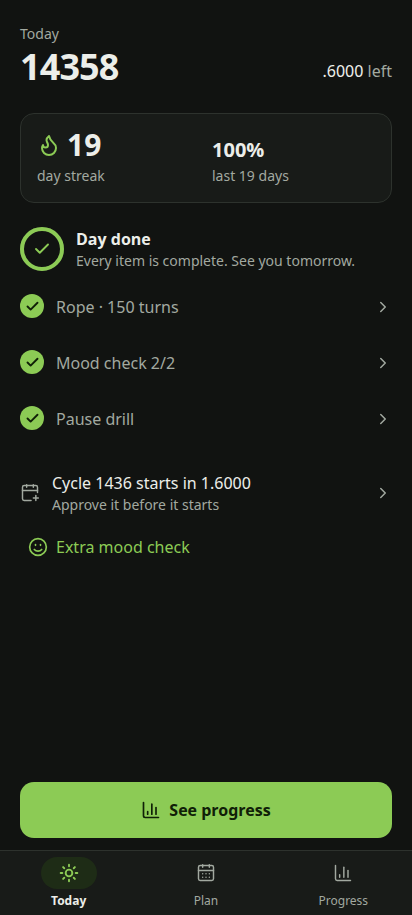 Today
14358
.6000 left
19
day streak
100%
last 19 days
Day done
Every item is complete. See you tomorrow.
Rope · 150 turns
Mood check 2/2
Pause drill
Cycle 1436 starts in 1.6000
Approve it before it starts
Extra mood check
See progress
Today
Plan
Progress